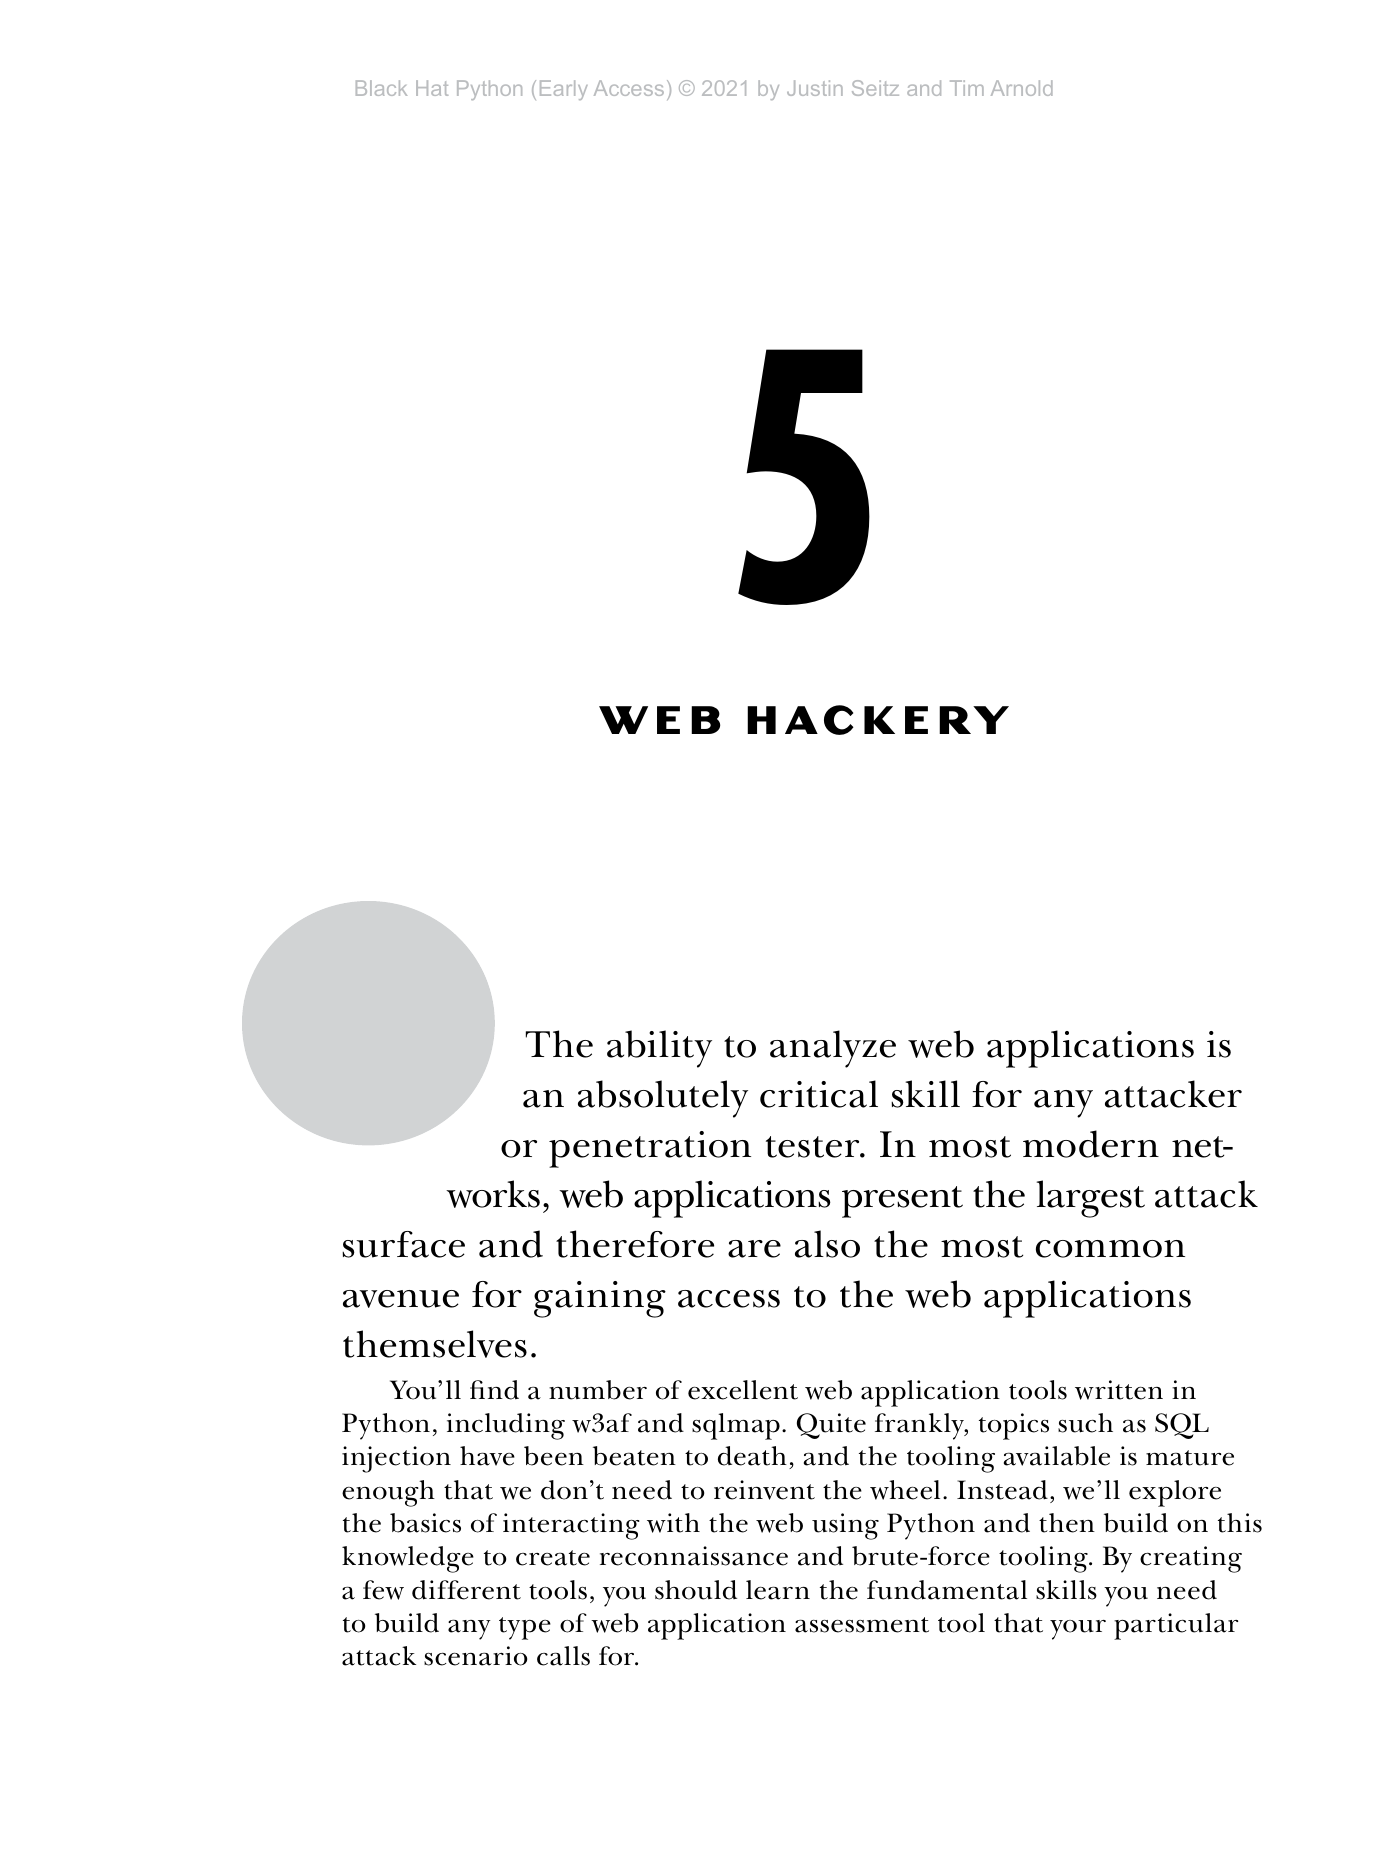 Black Hat Python (Early Access) © 2021 by Justin Seitz and Tim Arnold
5
WEB HACKERY
The ability to analyze web applications is
an absolutely critical skill for any attacker
or penetration tester. In most modern net-
works, web applications present the largest attack
surface and therefore are also the most common
avenue for gaining access to the web applications
themselves.
You’ll find a number of excellent web application tools written in
Python, including w3af and sqlmap. Quite frankly, topics such as SQL
injection have been beaten to death, and the tooling available is mature
enough that we don’t need to reinvent the wheel. Instead, we’ll explore
the basics of interacting with the web using Python and then build on this
knowledge to create reconnaissance and brute-force tooling. By creating
a few different tools, you should learn the fundamental skills you need
to build any type of web application assessment tool that your particular
attack scenario calls for.